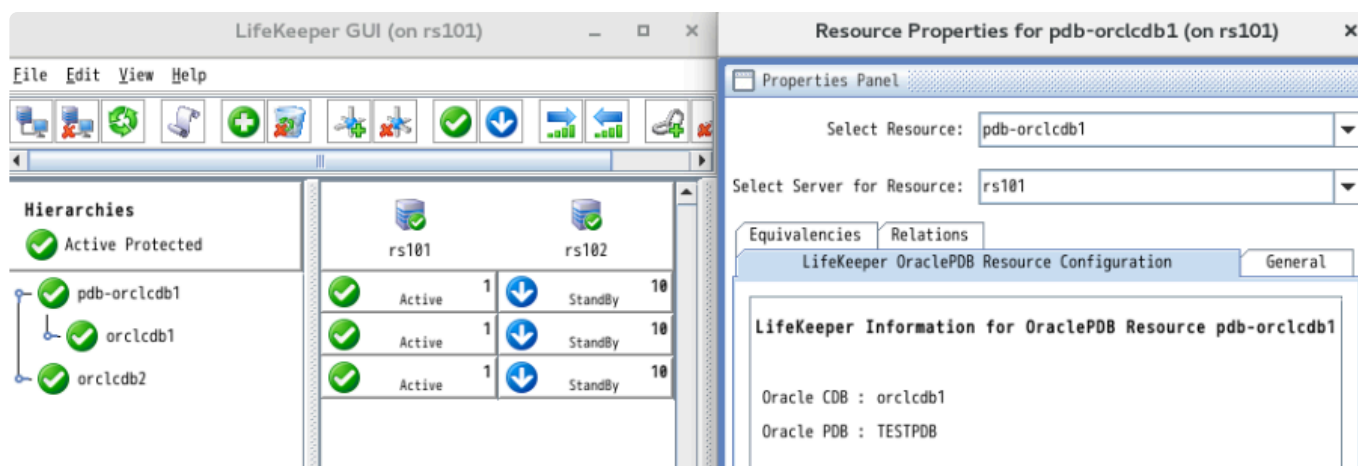 LifeKeeper GUI (on rs101)
File Edit View Help
Hierarchies
Active Protected
rs101
rs102
pdb-orclcdb1
Active 1
StandBy 10
orclcdb1
Active 1
StandBy 10
orclcdb2
Active 1
StandBy 10
Resource Properties for pdb-orclcdb1 (on rs101)
Properties Panel
Select Resource: pdb-orclcdb1
Select Server for Resource: rs101
Equivalencies Relations
LifeKeeper OraclePDB Resource Configuration General
LifeKeeper Information for OraclePDB Resource pdb-orclcdb1
Oracle CDB : orclcdb1
Oracle PDB : TESTPDB